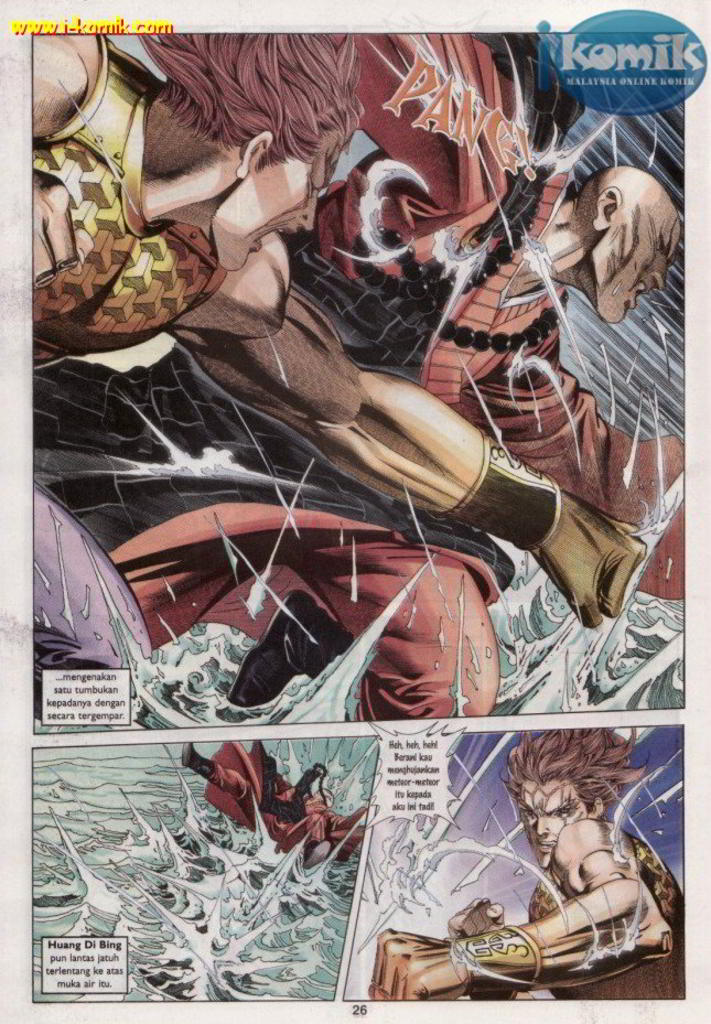 www.i-komik.com
ikomik
MALAYSIA ONLINE KOMIK
PANG!
...mengenakan
satu tumbukan
kepadanya dengan
secara tergempar.
Heh, heh, heh!
Berani kau
menghujankan
meteor-meteor
itu kepada
aku ini tadi!
Huang Di Bing
pun lantas jatuh
terlentang ke atas
muka air itu.
26